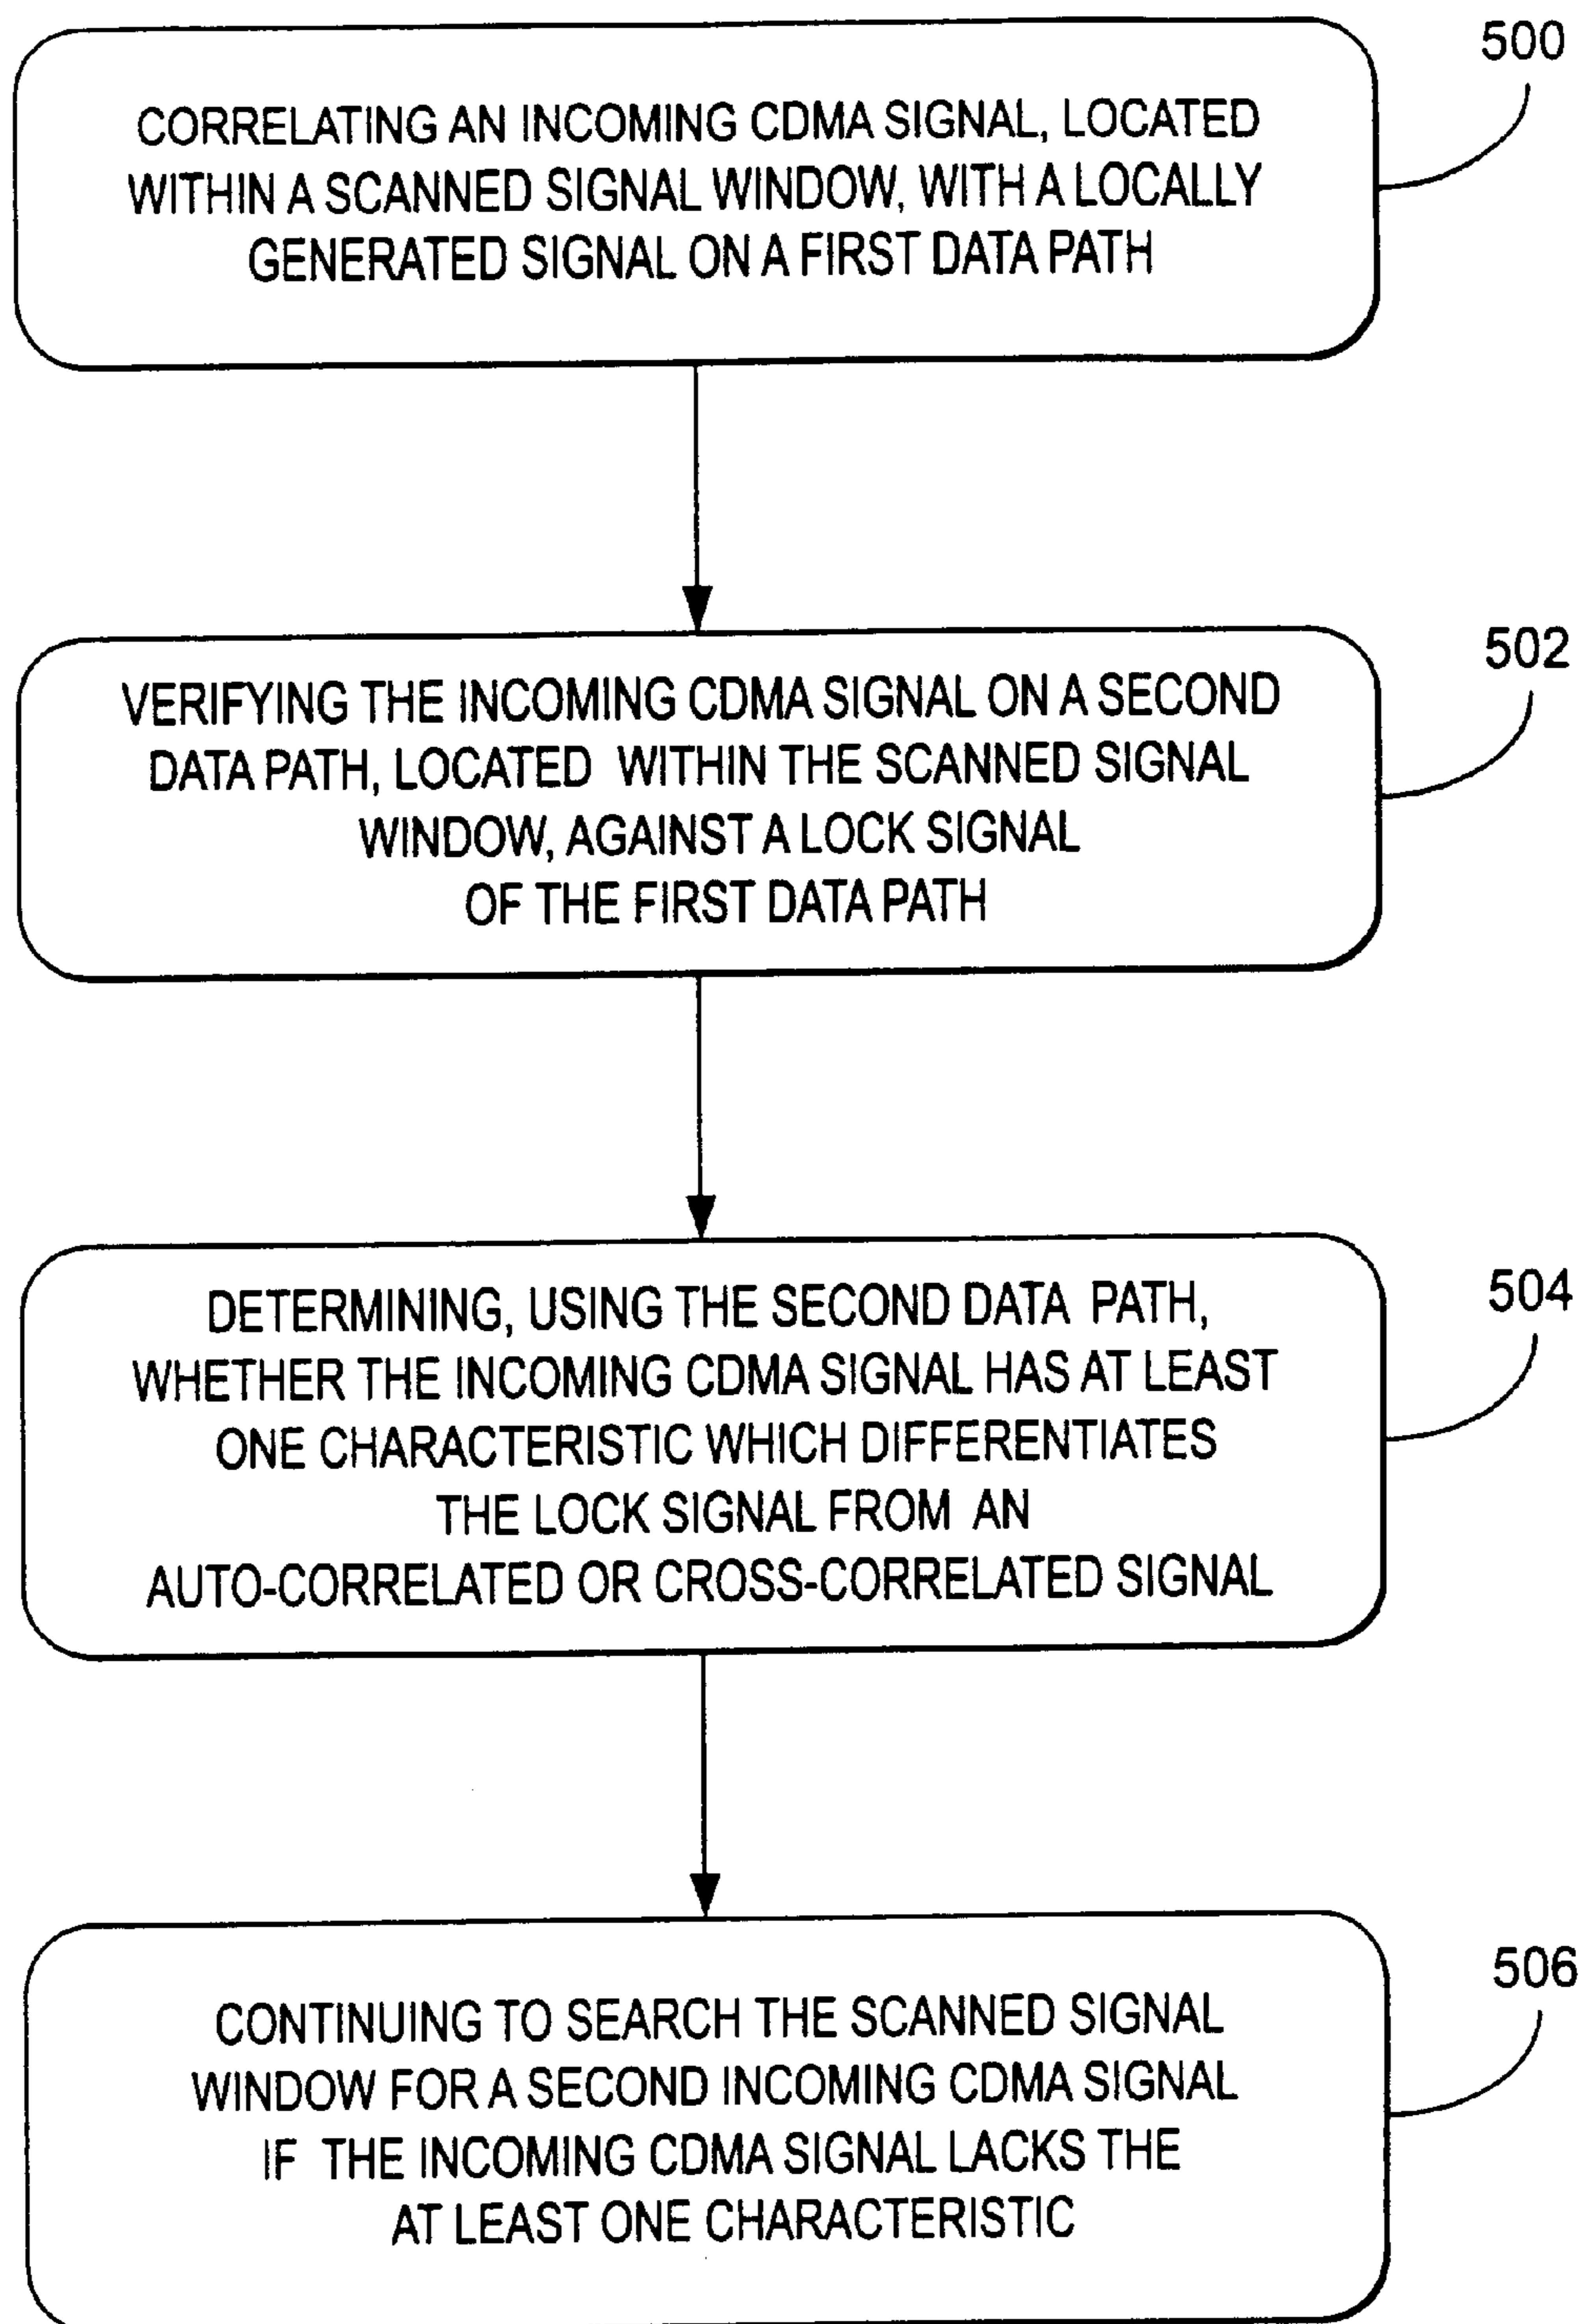 500
CORRELATING AN INCOMING CDMA SIGNAL, LOCATED
WITHIN A SCANNED SIGNAL WINDOW, WITH A LOCALLY
GENERATED SIGNAL ON A FIRST DATA PATH
502
VERIFYING THE INCOMING CDMA SIGNAL ON A SECOND
DATA PATH, LOCATED WITHIN THE SCANNED SIGNAL
WINDOW, AGAINST A LOCK SIGNAL
OF THE FIRST DATA PATH
504
DETERMINING, USING THE SECOND DATA PATH,
WHETHER THE INCOMING CDMA SIGNAL HAS AT LEAST
ONE CHARACTERISTIC WHICH DIFFERENTIATES
THE LOCK SIGNAL FROM AN
AUTO-CORRELATED OR CROSS-CORRELATED SIGNAL
506
CONTINUING TO SEARCH THE SCANNED SIGNAL
WINDOW FOR A SECOND INCOMING CDMA SIGNAL
IF THE INCOMING CDMA SIGNAL LACKS THE
AT LEAST ONE CHARACTERISTIC